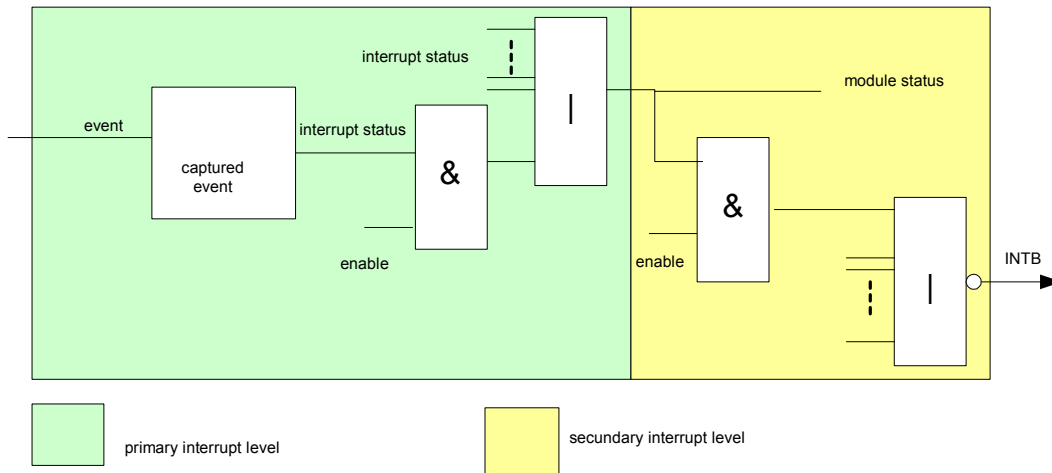 interrupt status
module status
event
interrupt status
captured
event
&
|
&
enable
enable
INTB
|
primary interrupt level
secundary interrupt level